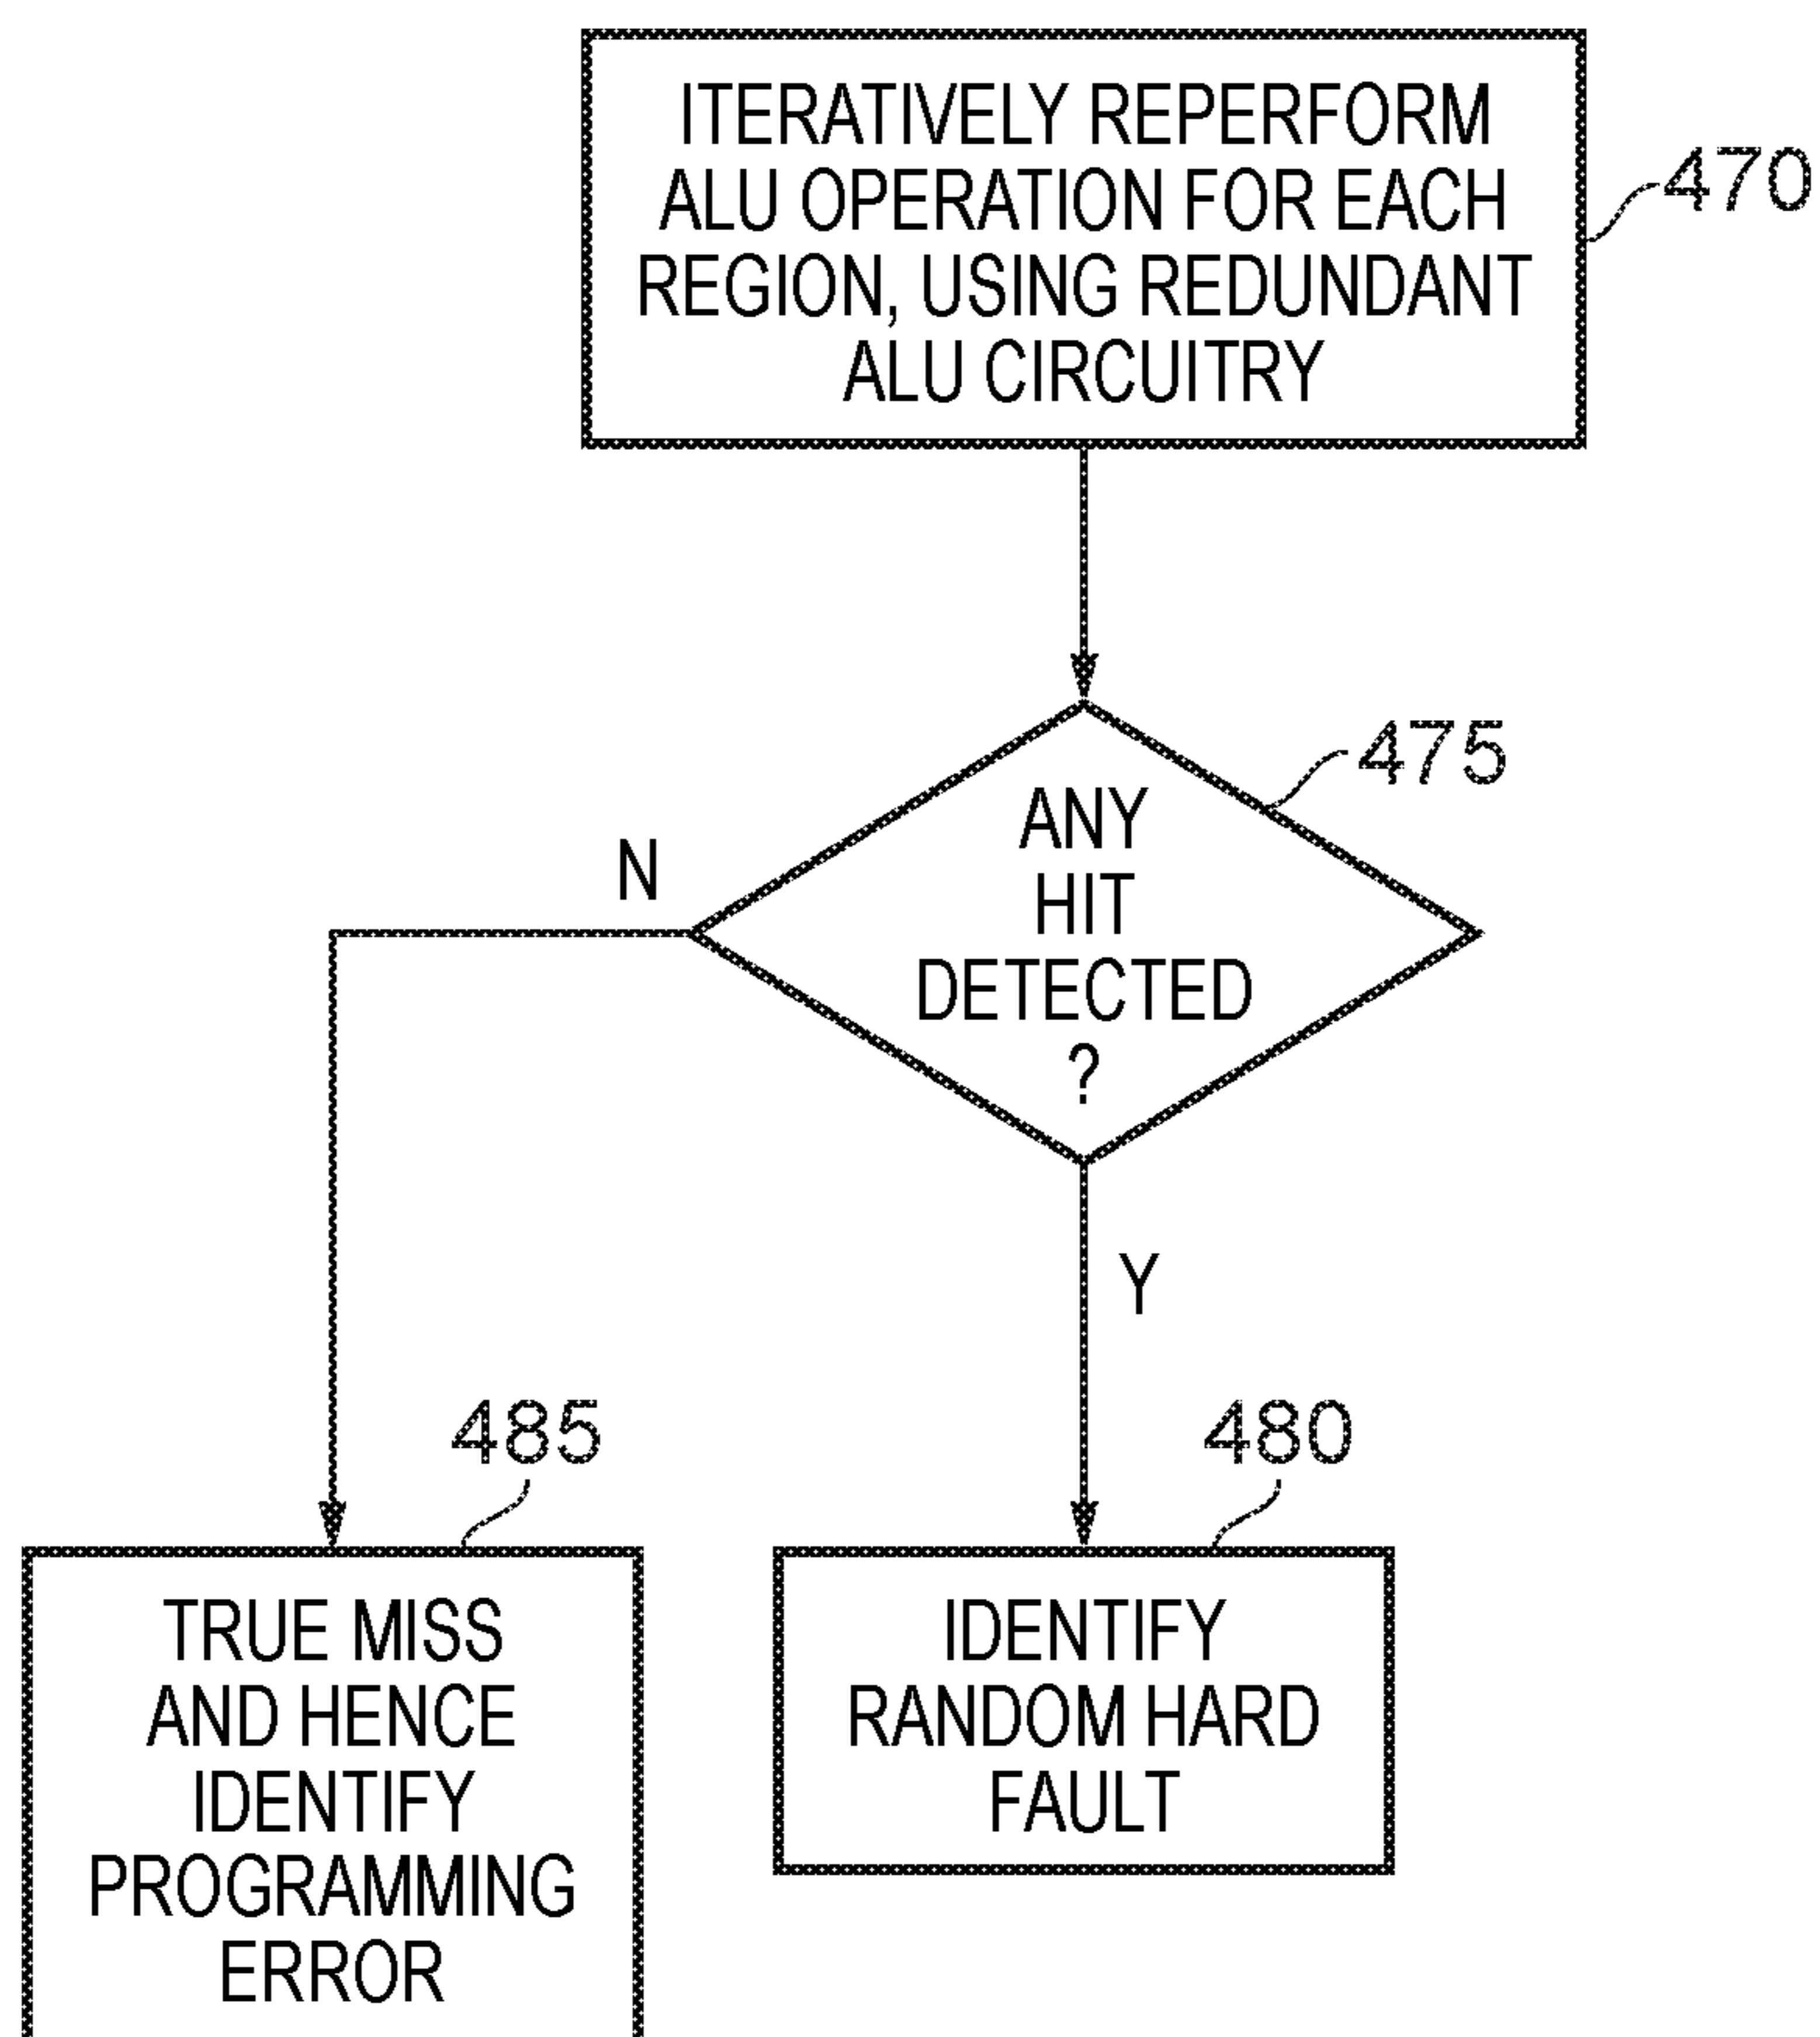 ITERATIVELY REPERFORM
ALU OPERATION FOR EACH
REGION, USING REDUNDANT
ALU CIRCUITRY
470
475
ANY
HIT
DETECTED
?
N
Y
485
480
TRUE MISS
AND HENCE
IDENTIFY
PROGRAMMING
ERROR
IDENTIFY
RANDOM HARD
FAULT